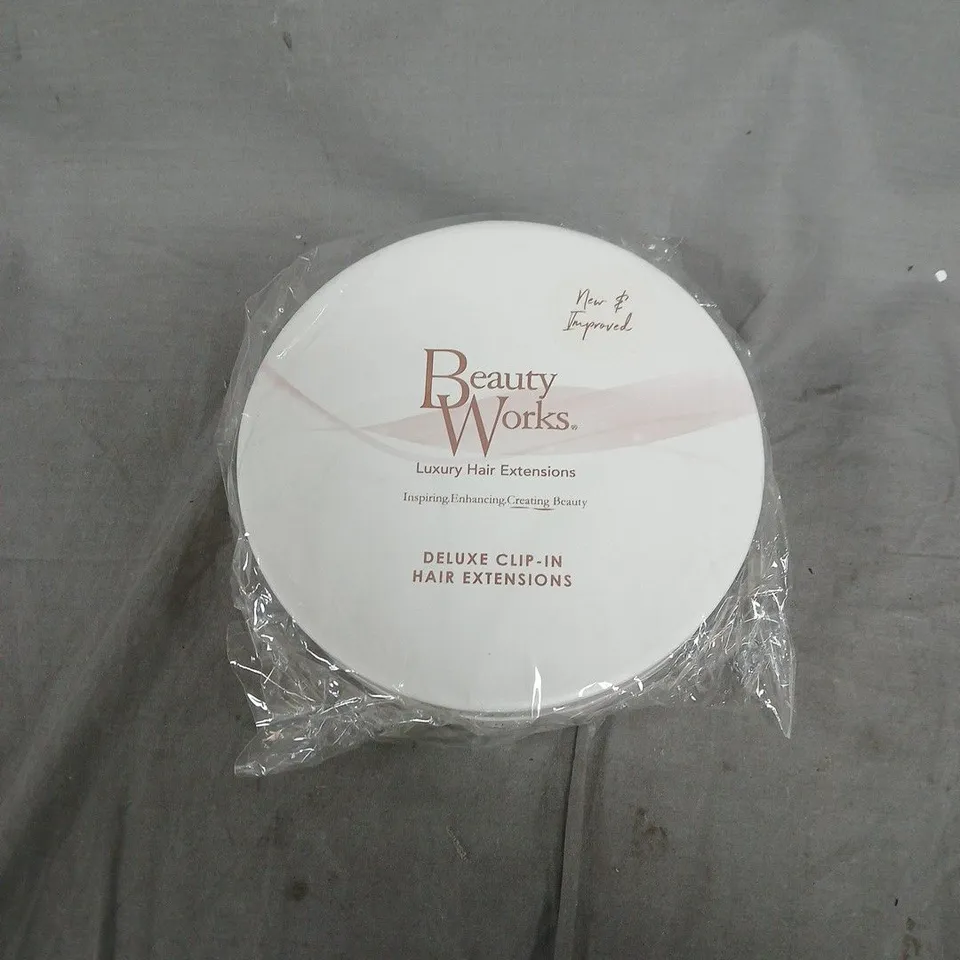 New &
Improved
Beauty
Works®
Luxury Hair Extensions
Inspiring.Enhancing.Creating Beauty
DELUXE CLIP-IN
HAIR EXTENSIONS